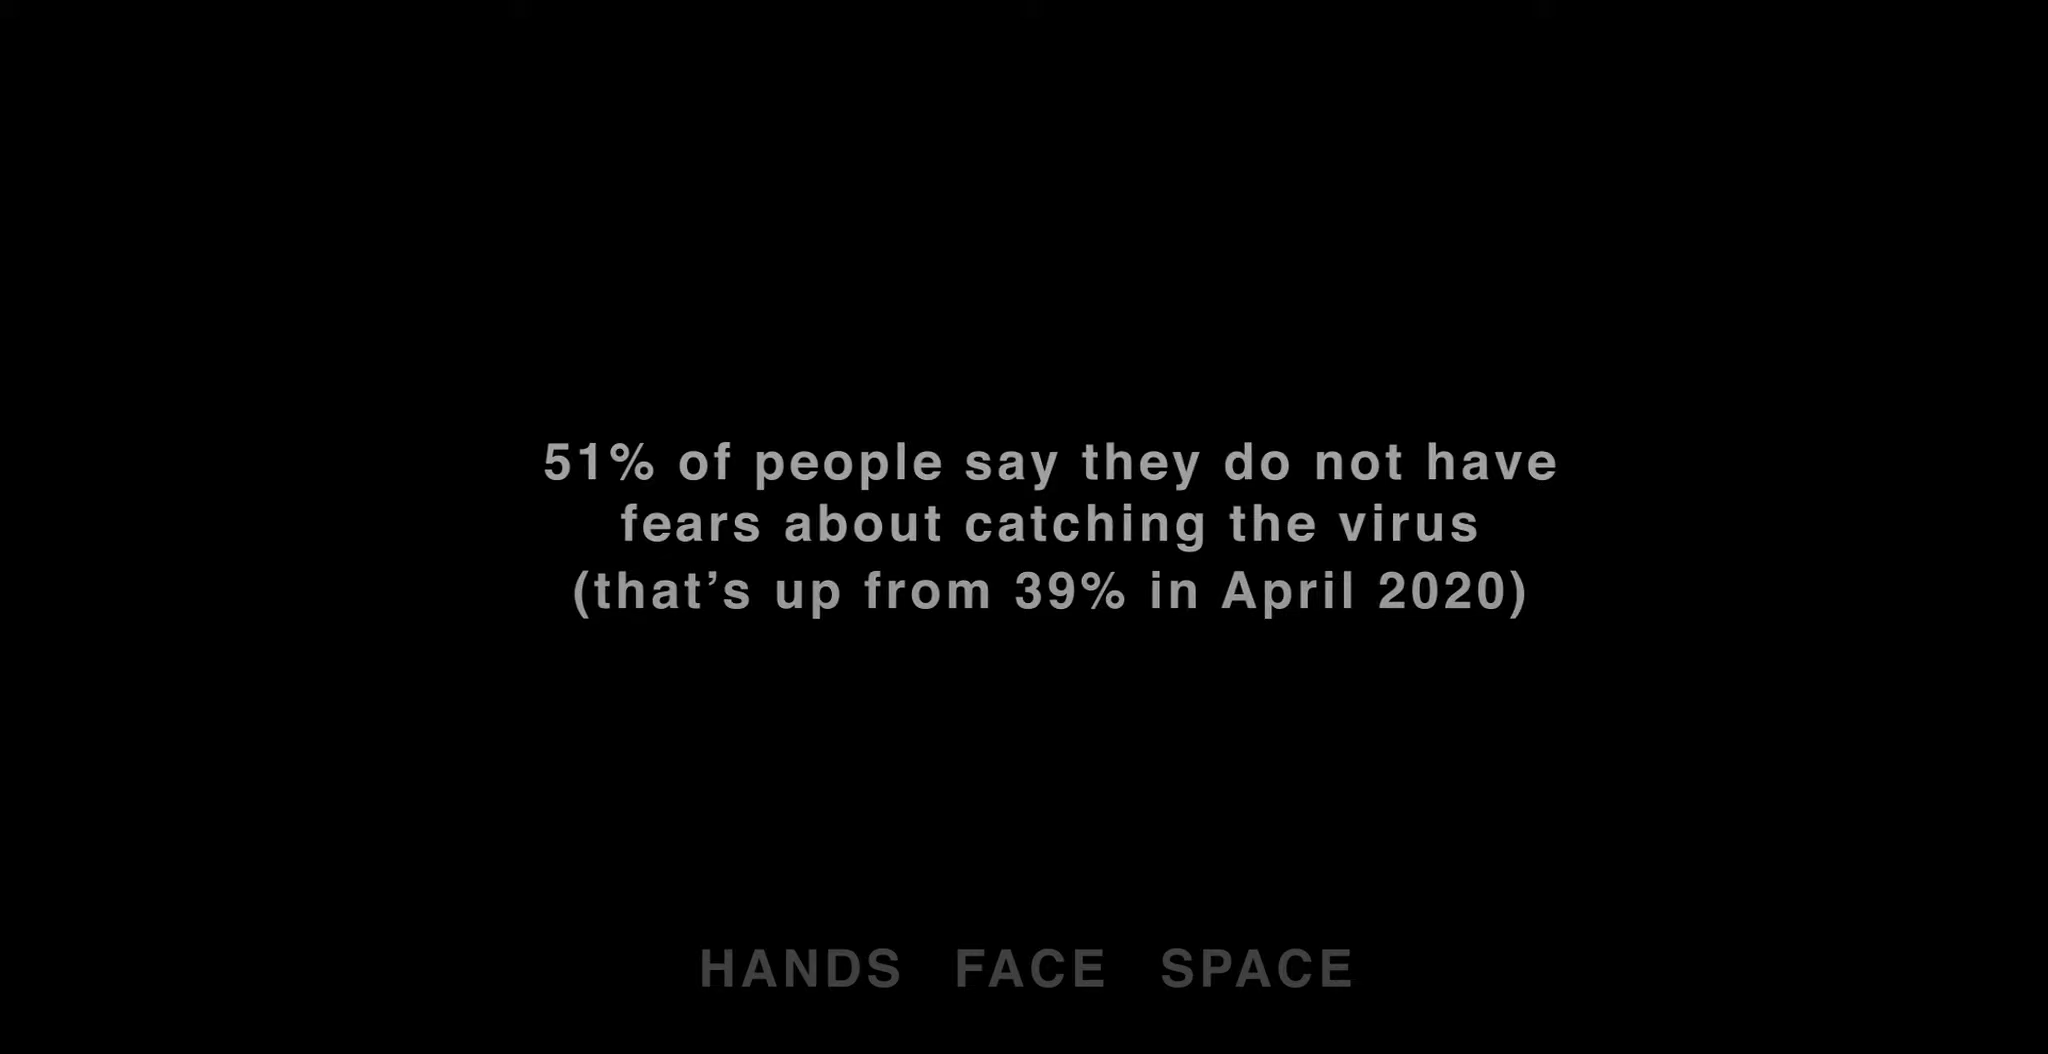 51% of people say they do not have
fears about catching the virus
(that’s up from 39% in April 2020)
HANDS FACE SPACE